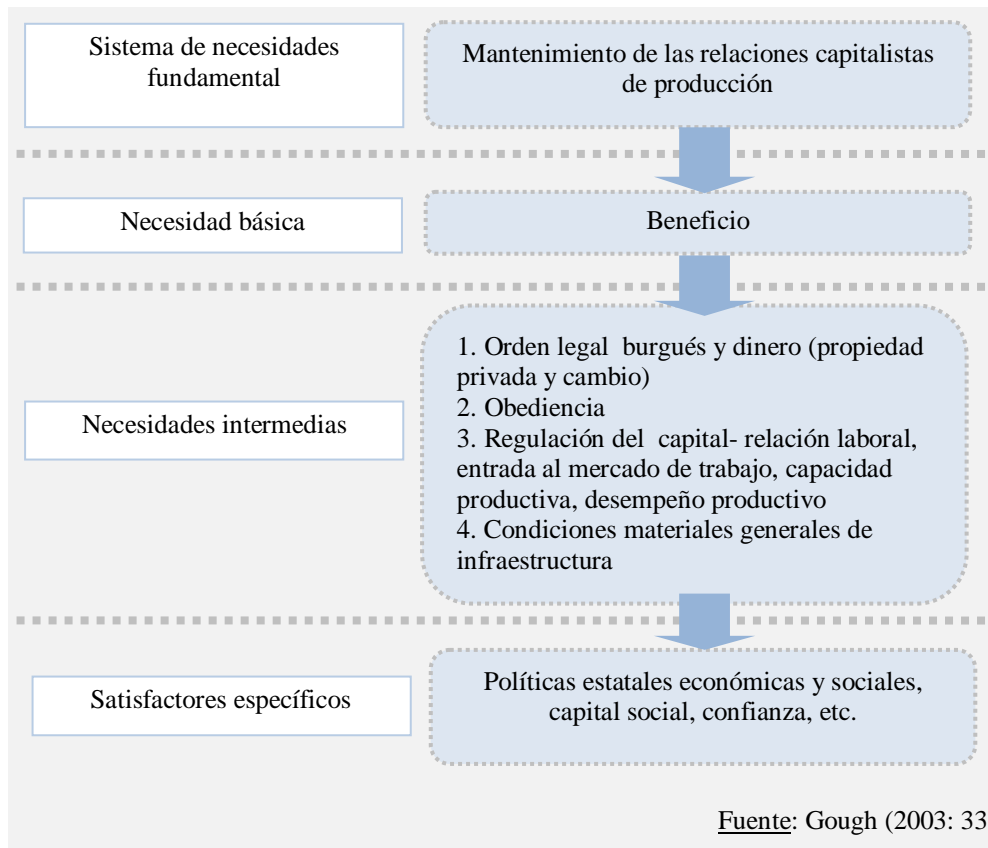 Sistema de necesidades
fundamental
Mantenimiento de las relaciones capitalistas
de producción
Necesidad básica
Beneficio
Necesidades intermedias
1. Orden legal burgués y dinero (propiedad
privada y cambio)
2. Obediencia
3. Regulación del capital- relación laboral,
entrada al mercado de trabajo, capacidad
productiva, desempeño productivo
4. Condiciones materiales generales de
infraestructura
Satisfactores específicos
Políticas estatales económicas y sociales,
capital social, confianza, etc.
Fuente: Gough (2003: 33